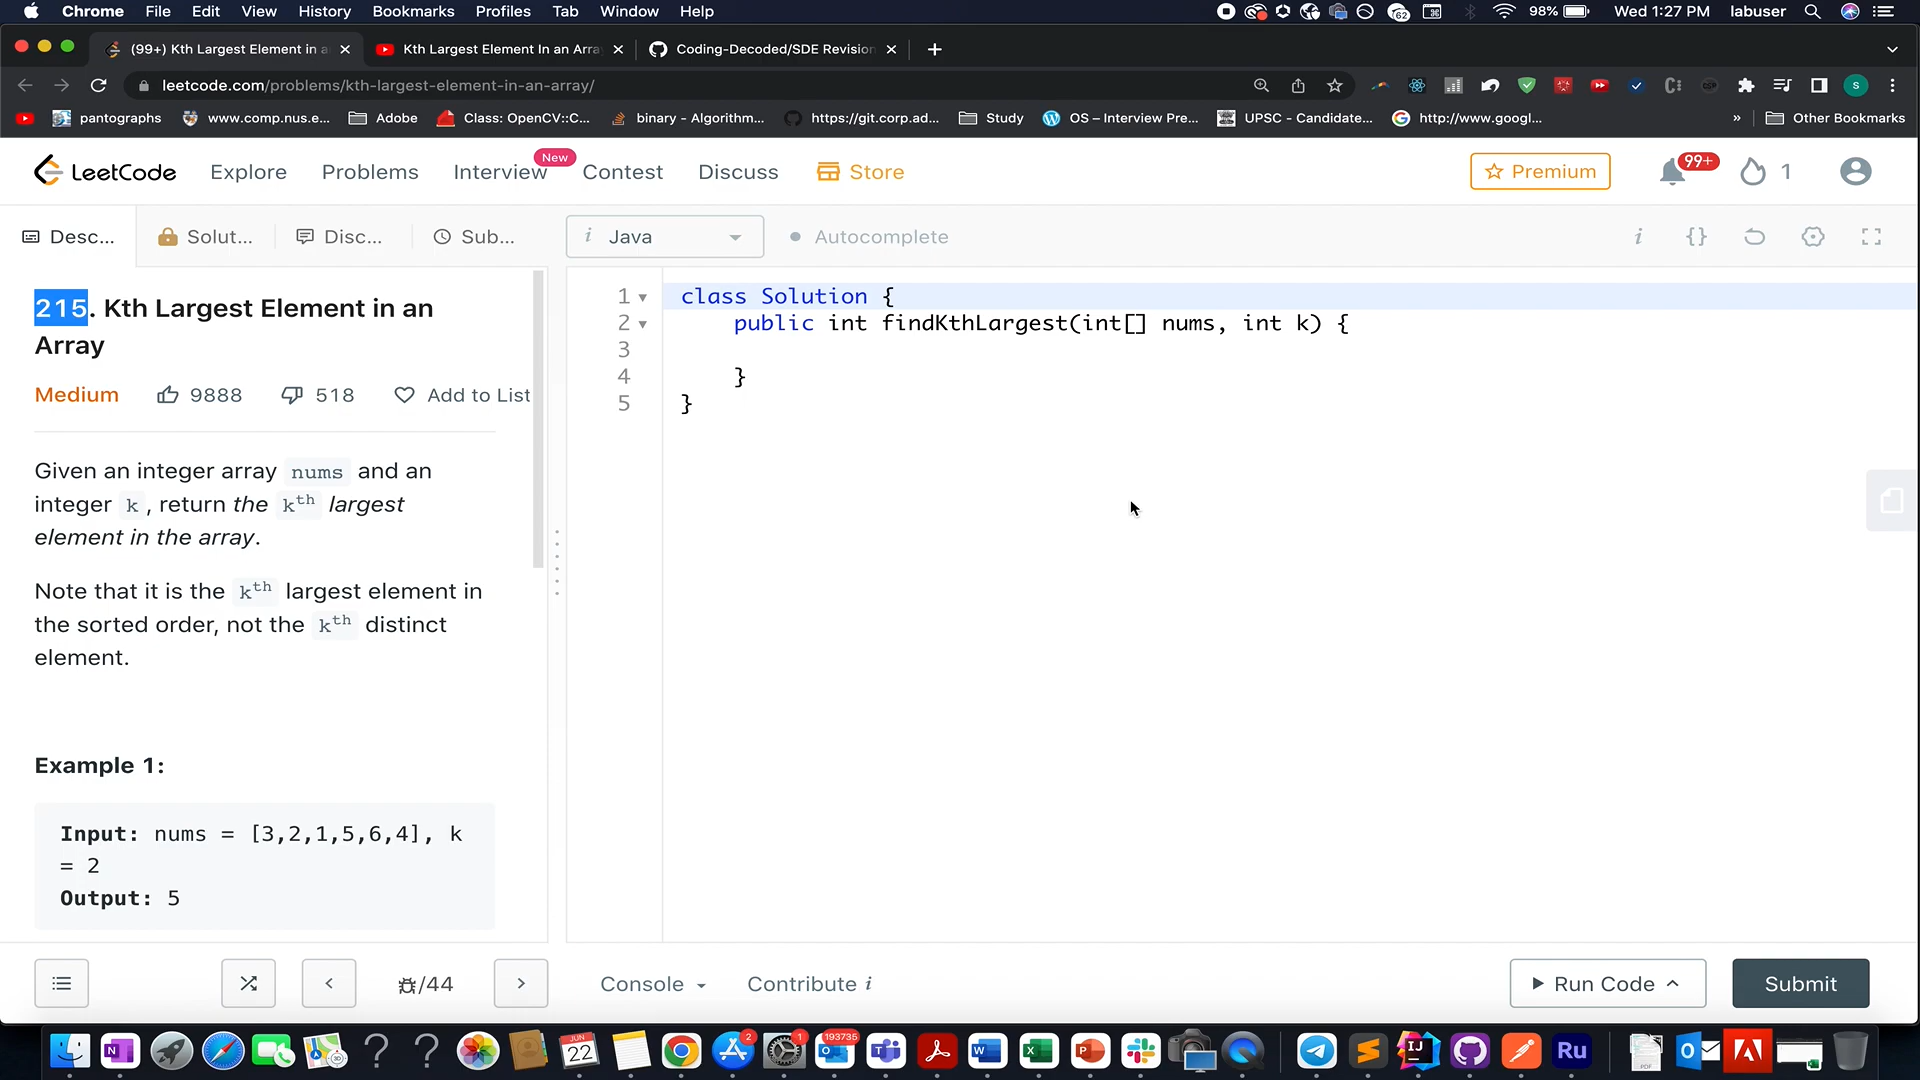 Chrome File Edit View History Bookmarks Profiles Tab Window Help 62 98% Wed 1:27 PM labuser
(99+) Kth Largest Element in a Kth Largest Element In an Arra Coding-Decoded/SDE Revision
leetcode.com/problems/kth-largest-element-in-an-array/
pantographs www.comp.nus.e... Adobe Class: OpenCV::C... binary - Algorithm... https://git.corp.ad... Study OS – Interview Pre... UPSC - Candidate... http://www.googl... » Other Bookmarks
LeetCode Explore Problems Interview New Contest Discuss Store Premium 99+ 1
Desc... Solut... Disc... Sub... i Java Autocomplete i {}
215. Kth Largest Element in an
Array
Medium 9888 518 Add to List
Given an integer array nums and an
integer k , return the kth largest
element in the array.
Note that it is the kth largest element in
the sorted order, not the kth distinct
element.
Example 1:
Input: nums = [3,2,1,5,6,4], k
= 2
Output: 5
1 class Solution {
2 public int findKthLargest(int[] nums, int k) {
3
4 }
5 }
/44 Console Contribute i Run Code Submit
JUN 22 2 1 193735 Ru